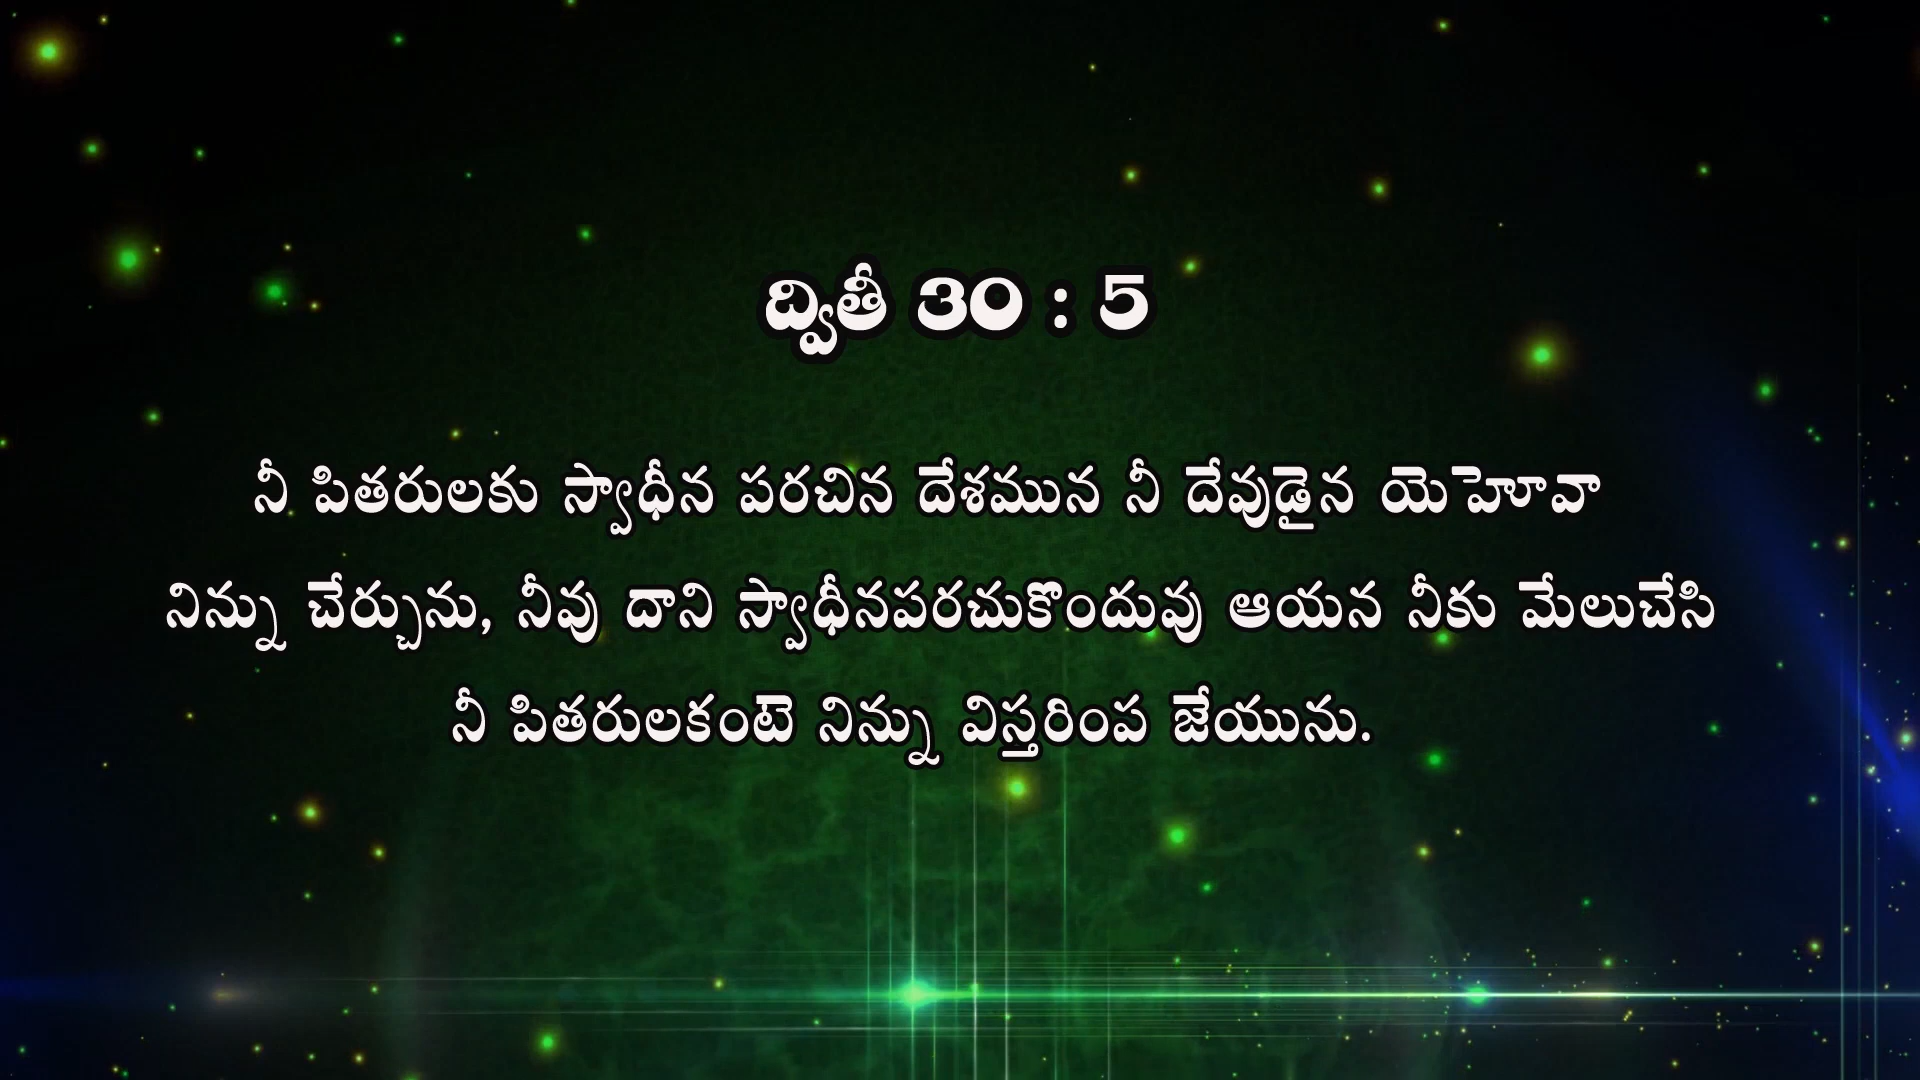 ద్వితీ 30 : 5
నీ పితరులకు స్వాధీన పరచిన దేశమున నీ దేవుడైన యెహెూవా
నిన్ను చేర్చును, నీవు దాని స్వాధీనపరచుకొందువు ఆయన నీకు మేలుచేసి
నీ పితరులకంటె నిన్ను విస్తరింప జేయును.